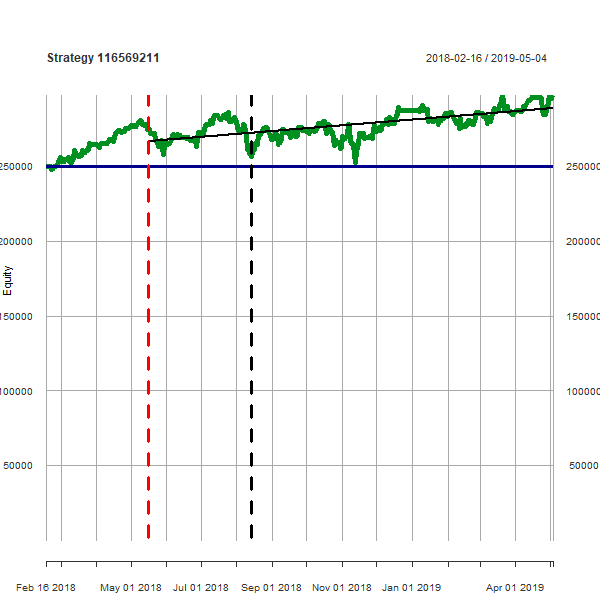 Strategy 116569211
2018-02-16 / 2019-05-04
250000 250000
200000 200000
Equity
150000 150000
100000 100000
50000 50000
Feb 16 2018 May 01 2018 Jul 01 2018 Sep 01 2018 Nov 01 2018 Jan 01 2019 Apr 01 2019